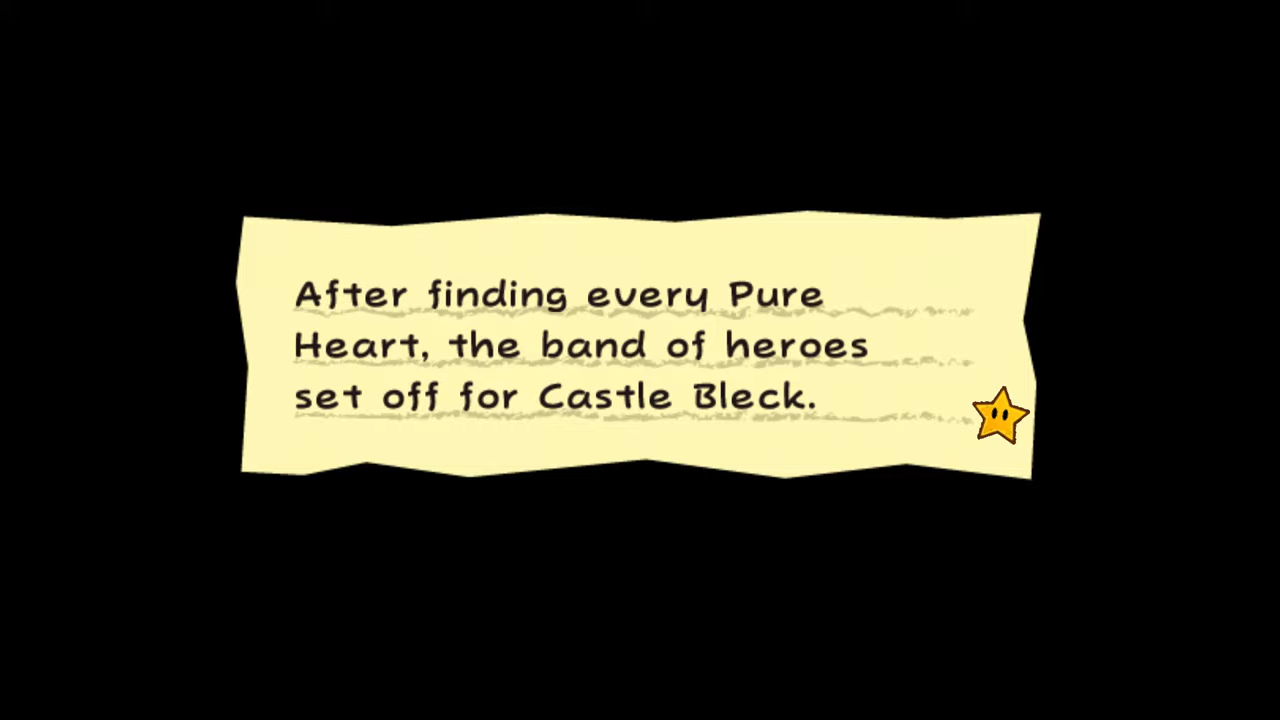 After finding every Pure
Heart, the band of heroes
set off for Castle Bleck.